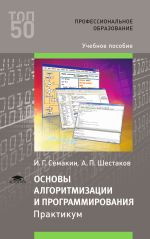 ТОП
50
ПРОФЕССИОНАЛЬНОЕ
ОБРАЗОВАНИЕ
Учебное пособие
И. Г. Семакин, А. П. Шестаков
ОСНОВЫ
АЛГОРИТМИЗАЦИИ
И ПРОГРАММИРОВАНИЯ
Практикум